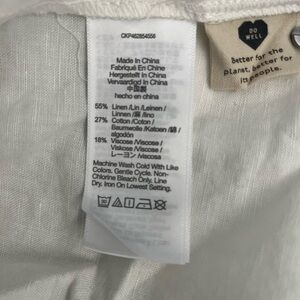 CKP462854556
Made in China
Fabriqué En Chine
Hergestellt in China
Vervaardigd in China
中国製
hecho en china
55% Linen/Lin/Leinen/
Linnen/麻/lino
27% Cotton/Coton/
Baumwolle/Katoen/綿/
algodón
18% Viscose/Viscose/
Viskose/Viscose/
レーヨン/viscosa
Machine Wash Cold With Like
Colors, Gentle Cycle. Non-
Chlorine Bleach Only, Line
Dry, Iron On Lowest Setting.
DO
WELL
Better for the
planet, better for
its people.